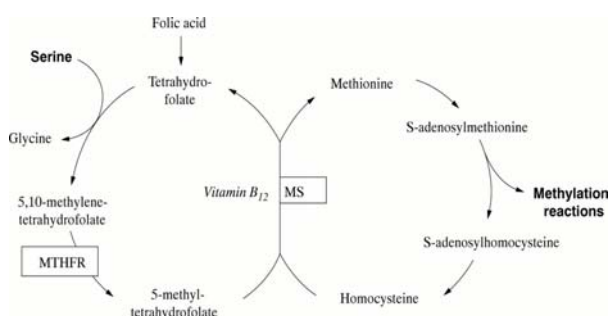 Folic acid
Serine
Tetrahydro-
folate
Methionine
S-adenosylmethionine
Glycine
Vitamin B12 MS
Methylation
reactions
5,10-methylene-
tetrahydrofolate
MTHFR
S-adenosylhomocysteine
5-methyl-
tetrahydrofolate
Homocysteine